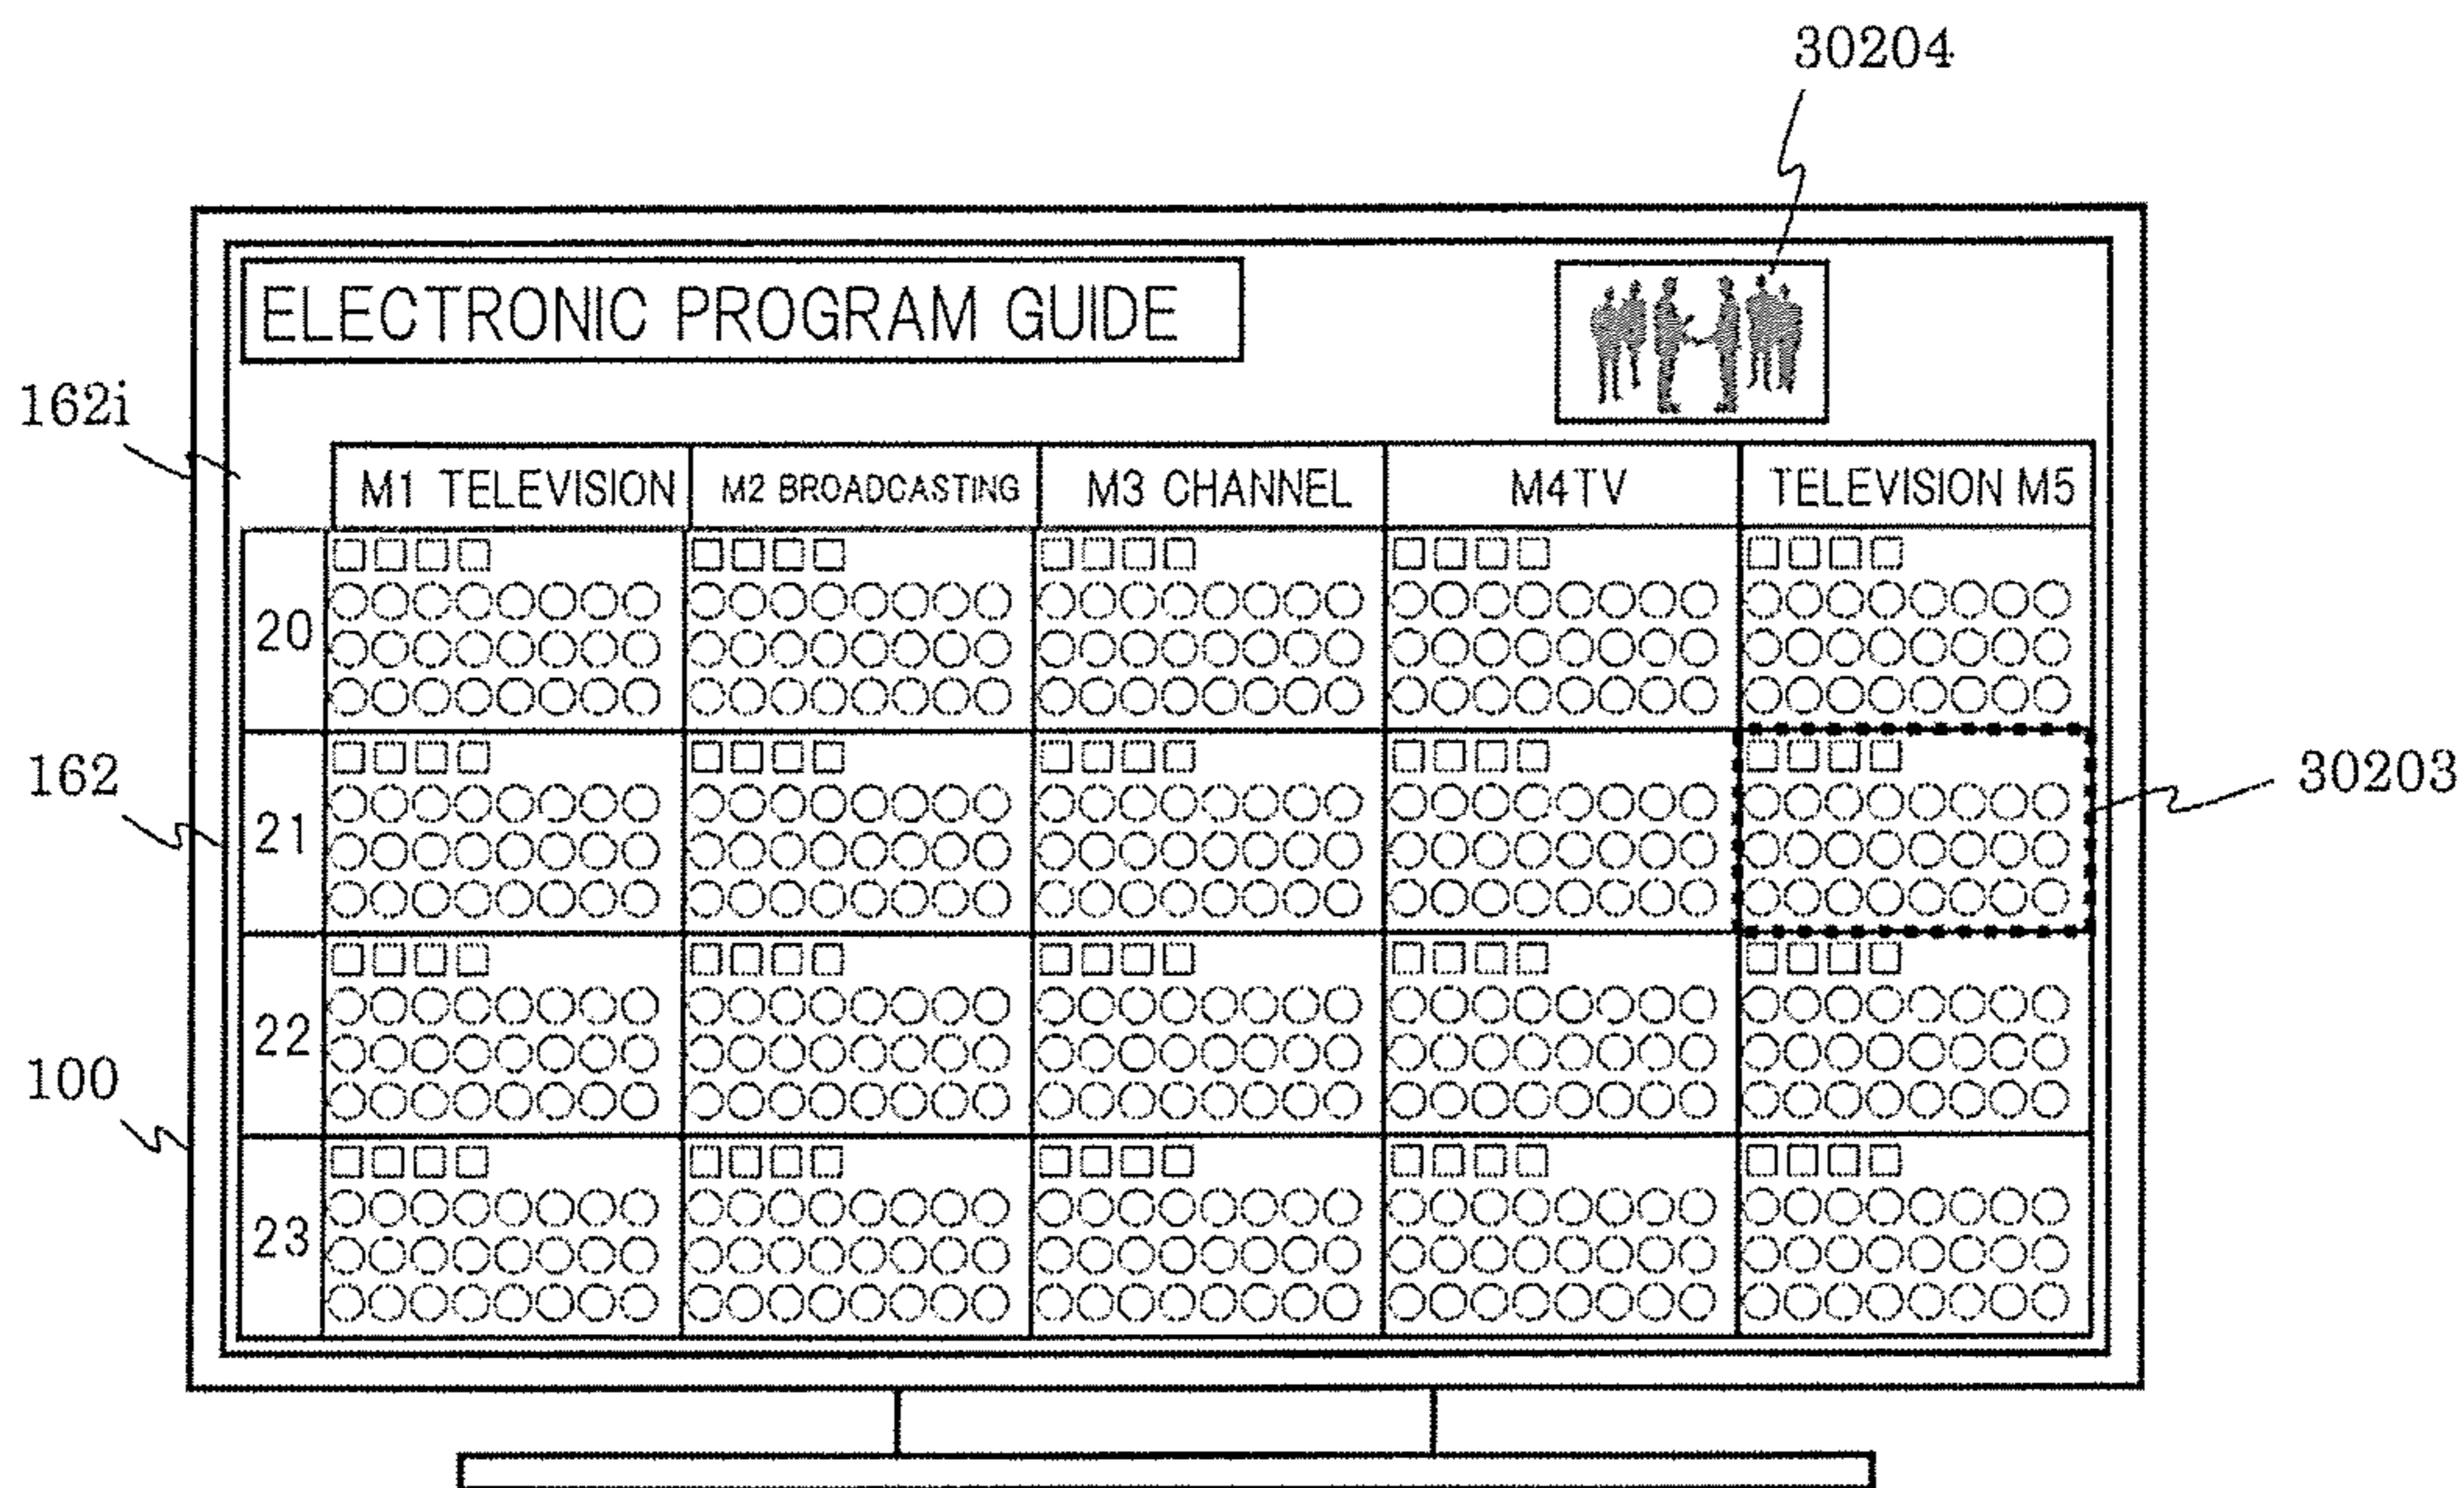 30204
ELECTRONIC PROGRAM GUIDE
162i
M1 TELEVISION M2 BROADCASTING M3 CHANNEL M4TV TELEVISION M5
□□□□ □□□□ □□□□ □□□□ □□□□
○○○○○○○○ ○○○○○○○○ ○○○○○○○○ ○○○○○○○○ ○○○○○○○○
20 ○○○○○○○○ ○○○○○○○○ ○○○○○○○○ ○○○○○○○○ ○○○○○○○○
○○○○○○○○ ○○○○○○○○ ○○○○○○○○ ○○○○○○○○ ○○○○○○○○
□□□□ □□□□ □□□□ □□□□ □□□□
162 30203
○○○○○○○○ ○○○○○○○○ ○○○○○○○○ ○○○○○○○○ ○○○○○○○○
21 ○○○○○○○○ ○○○○○○○○ ○○○○○○○○ ○○○○○○○○ ○○○○○○○○
○○○○○○○○ ○○○○○○○○ ○○○○○○○○ ○○○○○○○○ ○○○○○○○○
□□□□ □□□□ □□□□ □□□□ □□□□
○○○○○○○○ ○○○○○○○○ ○○○○○○○○ ○○○○○○○○ ○○○○○○○○
22 ○○○○○○○○ ○○○○○○○○ ○○○○○○○○ ○○○○○○○○ ○○○○○○○○
100
○○○○○○○○ ○○○○○○○○ ○○○○○○○○ ○○○○○○○○ ○○○○○○○○
□□□□ □□□□ □□□□ □□□□ □□□□
○○○○○○○○ ○○○○○○○○ ○○○○○○○○ ○○○○○○○○ ○○○○○○○○
23 ○○○○○○○○ ○○○○○○○○ ○○○○○○○○ ○○○○○○○○ ○○○○○○○○
○○○○○○○○ ○○○○○○○○ ○○○○○○○○ ○○○○○○○○ ○○○○○○○○